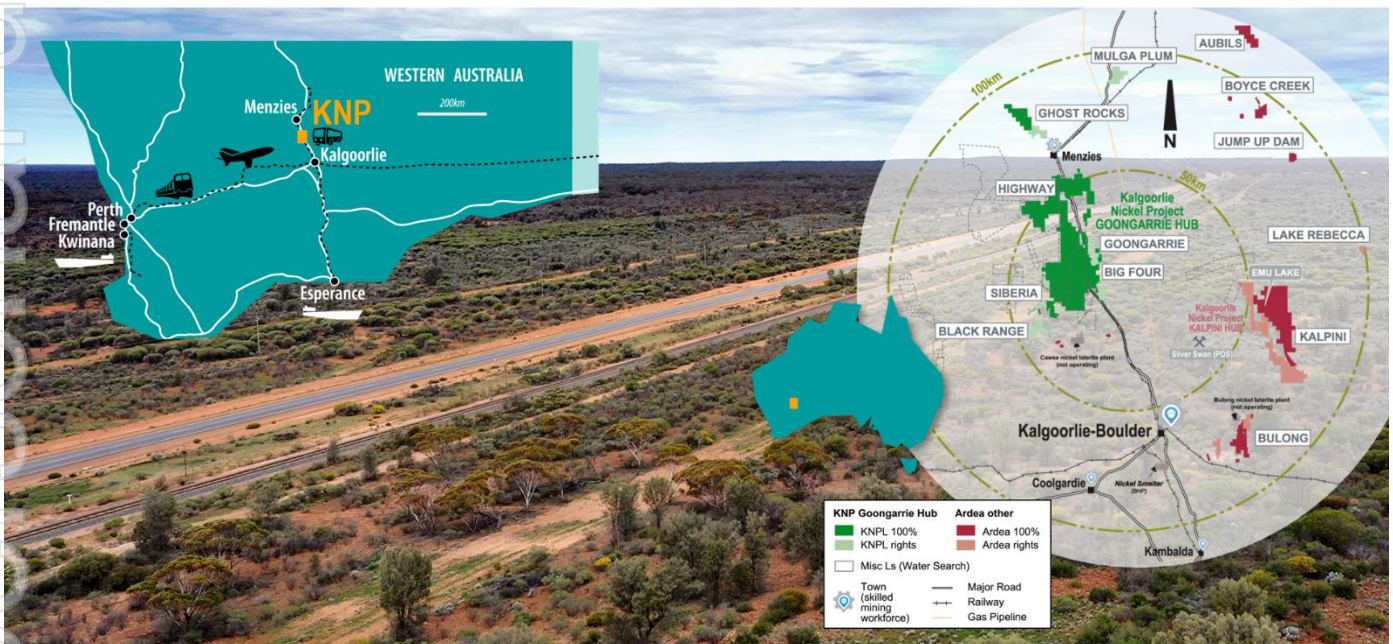 WESTERN AUSTRALIA
200km
Menzies
KNP
Kalgoorlie
Perth
Fremantle
Kwinana
Esperance
100km
MULGA PLUM
AUBILS
BOYCE CREEK
GHOST ROCKS
N
JUMP UP DAM
Menzies
50km
HIGHWAY
Kalgoorlie
Nickel Project
GOONGARRIE HUB
GOONGARRIE
LAKE REBECCA
BIG FOUR
EMU LAKE
SIBERIA
Kalgoorlie
Nickel Project
KALPINI HUB
BLACK RANGE
KALPINI
Silver Swan (POS)
Cawse nickel laterite plant
(not operating)
Bulong nickel laterite plant
(not operating)
Kalgoorlie-Boulder
BULONG
Coolgardie
Nickel Smelter
(BHP)
Kambalda
KNP Goongarrie Hub
KNPL 100%
KNPL rights
Ardea other
Ardea 100%
Ardea rights
Misc Ls (Water Search)
Town
(skilled
mining
workforce)
Major Road
Railway
Gas Pipeline